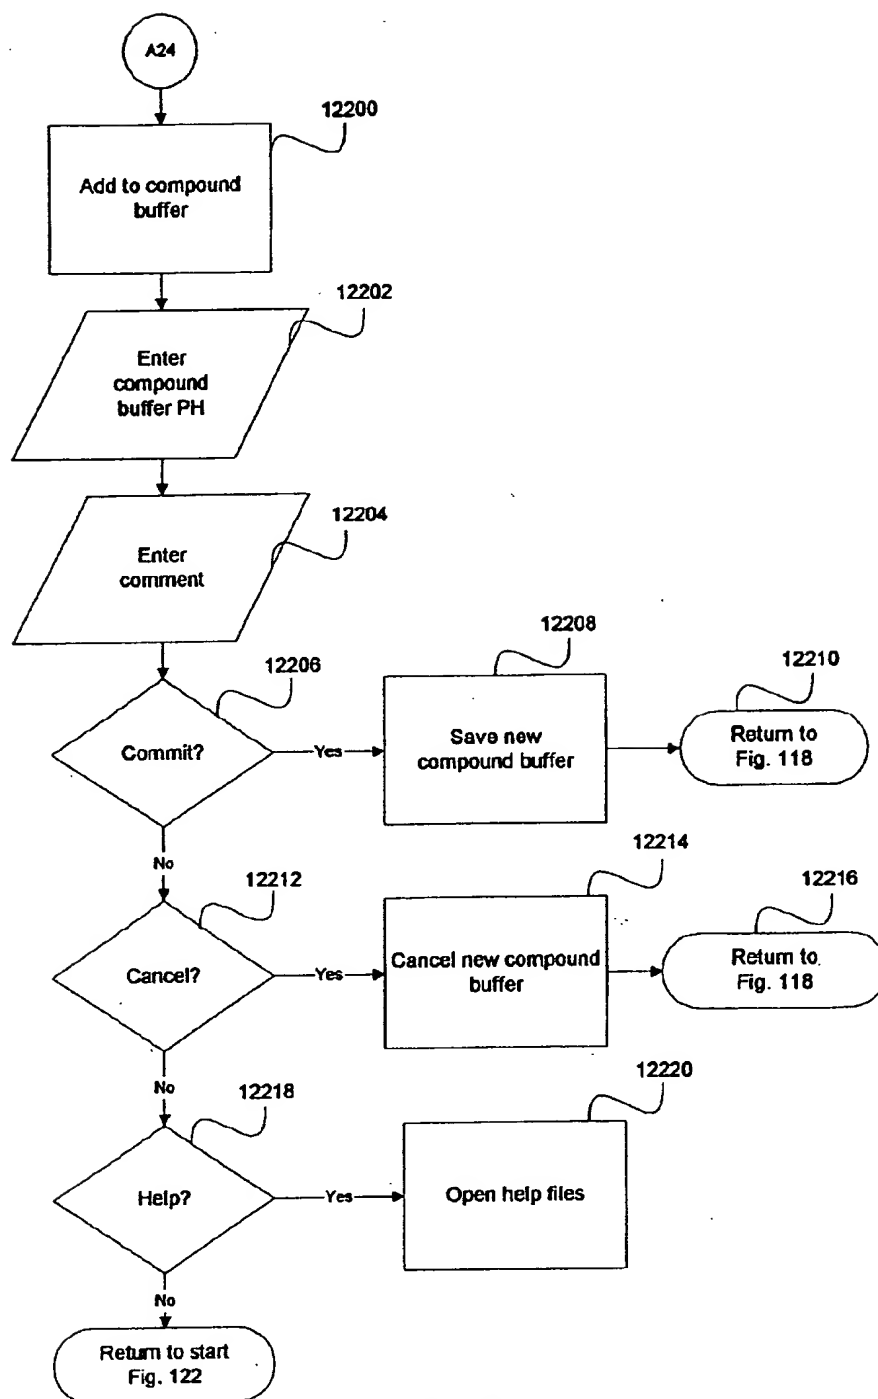 A24
12200
Add to compound
buffer
12202
Enter
compound
buffer PH
12204
Enter
comment
12206
Commit?
Yes
12208
Save new
compound buffer
12210
Return to
Fig. 118
No
12212
Cancel?
Yes
12214
Cancel new compound
buffer
12216
Return to
Fig. 118
No
12218
Help?
Yes
12220
Open help files
No
Return to start
Fig. 122